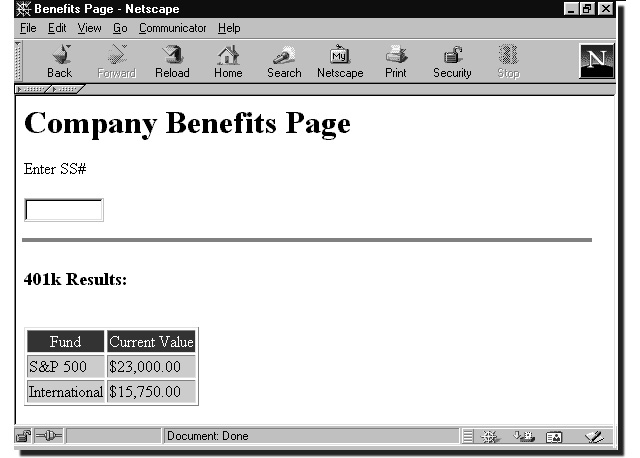 Benefits Page - Netscape
File Edit View Go Communicator Help
Back Forward Reload Home Search Netscape Print Security Stop
My
N
Company Benefits Page
Enter SS#
401k Results:
Fund Current Value
S&P 500 $23,000.00
International $15,750.00
Document: Done